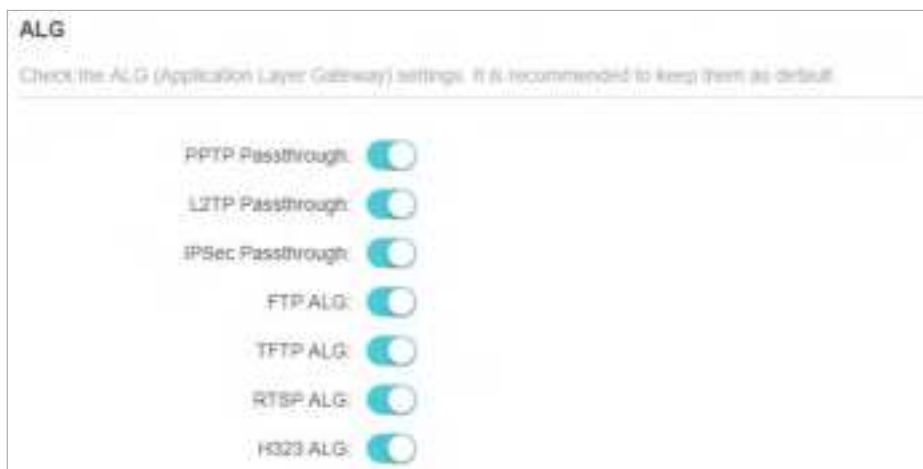 ALG
Check the ALG (Application Layer Gateway) settings. It is recommended to keep them as default.
PPTP Passthrough:
L2TP Passthrough:
IPSec Passthrough:
FTP ALG:
TFTP ALG:
RTSP ALG:
H323 ALG: